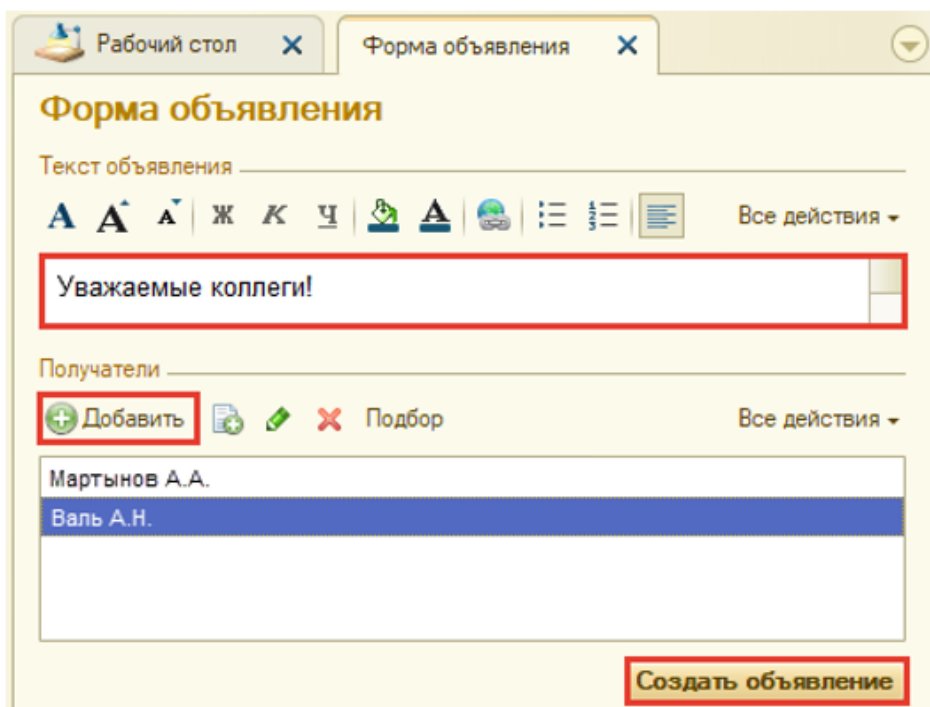 Рабочий стол Форма объявления
Форма объявления
Текст объявления
А А А Ж К Ч А Все действия
Уважаемые коллеги!
Получатели
Добавить Подбор Все действия
Мартынов А.А.
Валь А.Н.
Создать объявление